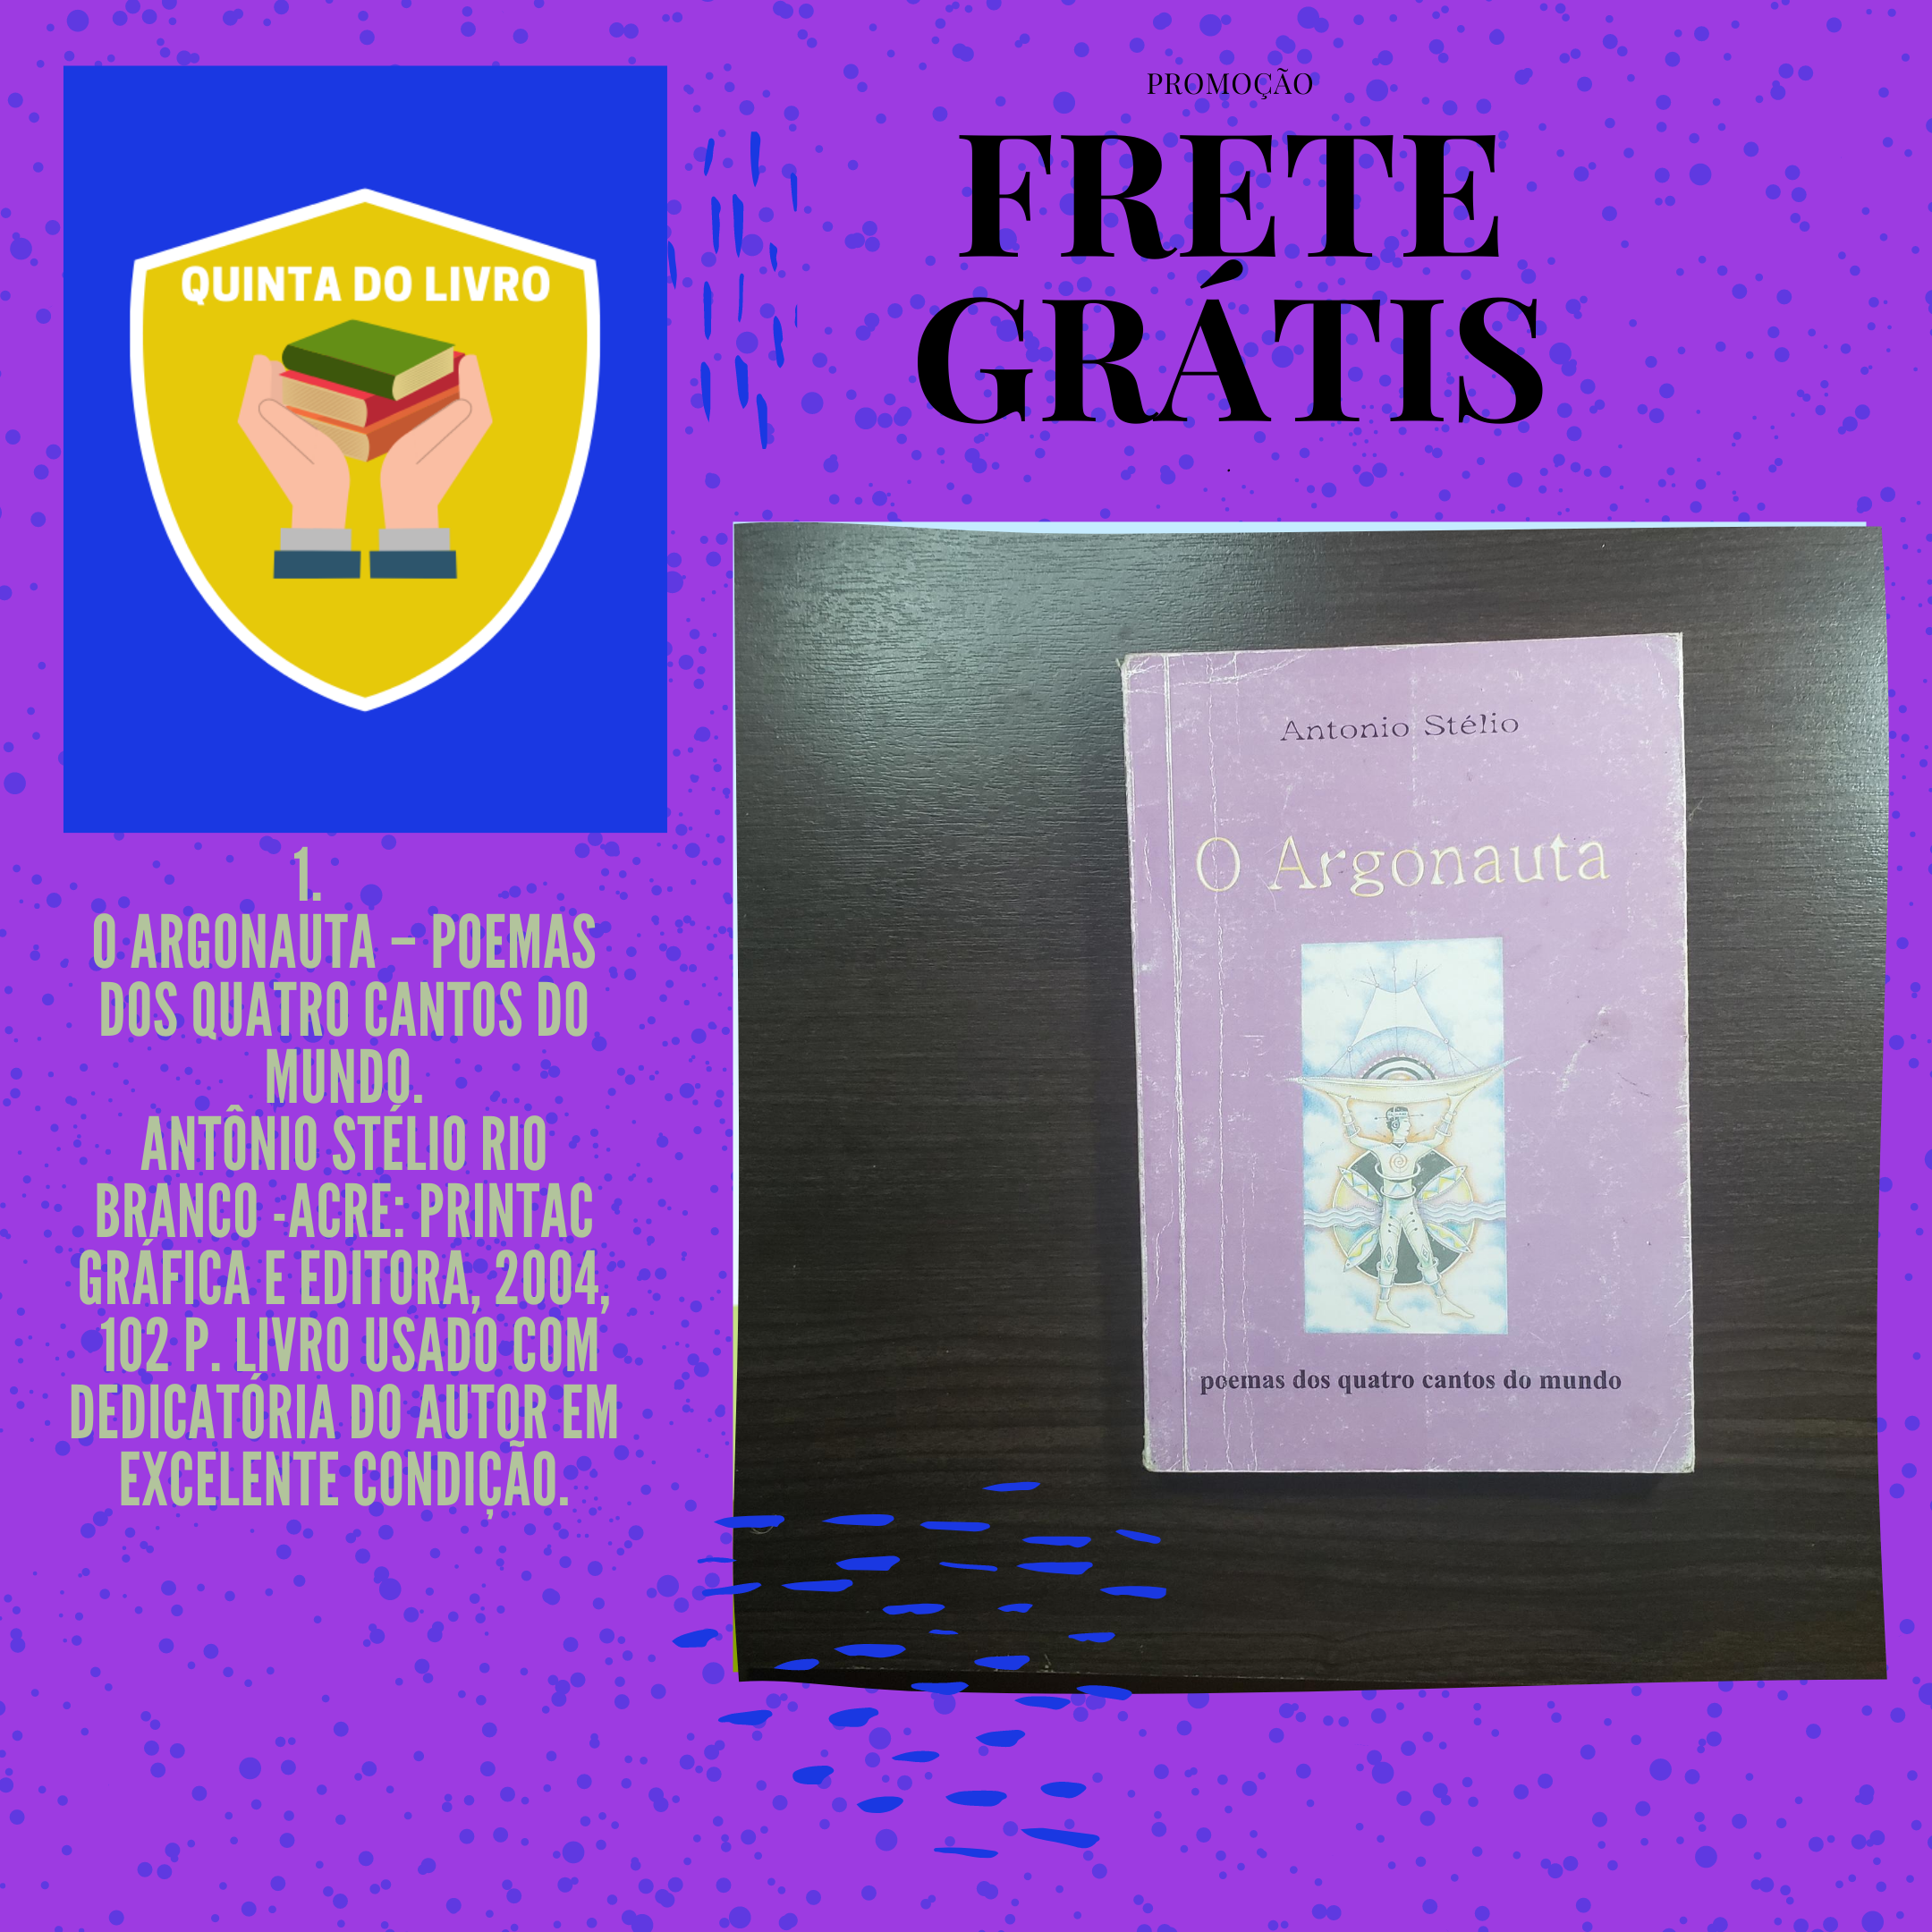 PROMOÇÃO
FRETE
GRÁTIS
.
QUINTA DO LIVRO
1.
O ARGONAUTA – POEMAS
DOS QUATRO CANTOS DO
MUNDO.
ANTÔNIO STÉLIO RIO
BRANCO -ACRE: PRINTAC
GRÁFICA E EDITORA, 2004,
102 P. LIVRO USADO COM
DEDICATÓRIA DO AUTOR EM
EXCELENTE CONDIÇÃO.
Antonio Stélio
O Argonauta
poemas dos quatro cantos do mundo